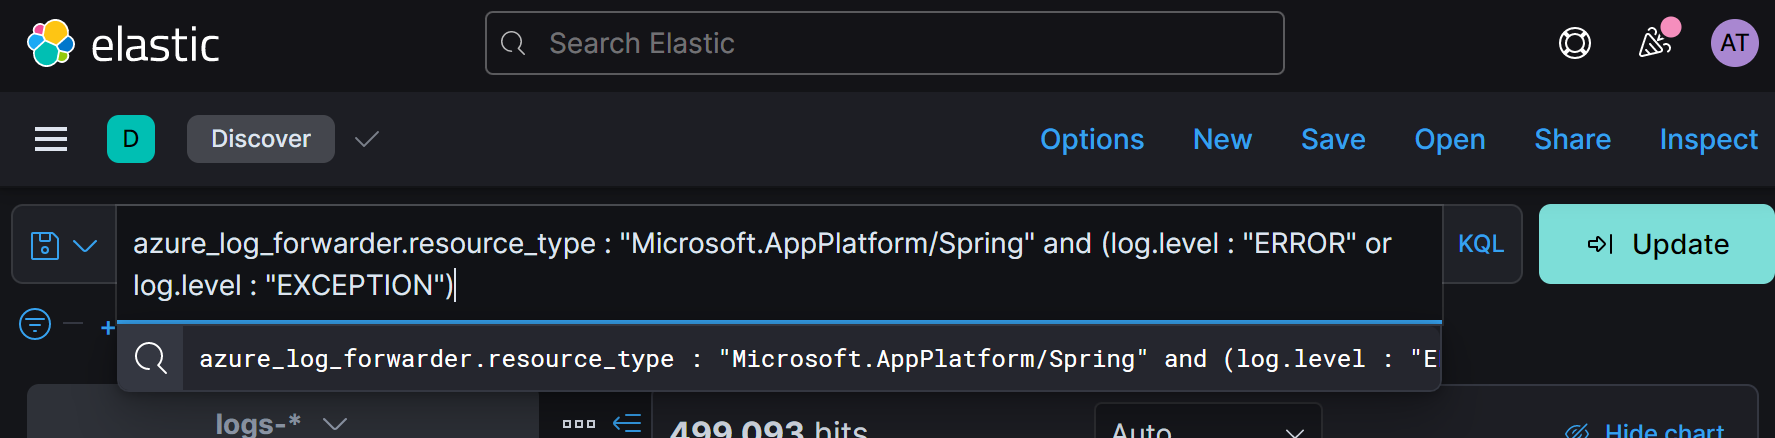 elastic
Search Elastic
AT
D
Discover
Options
New
Save
Open
Share
Inspect
azure_log_forwarder.resource_type : "Microsoft.AppPlatform/Spring" and (log.level : "ERROR" or
log.level : "EXCEPTION")
KQL
Update
+
azure_log_forwarder.resource_type : "Microsoft.AppPlatform/Spring" and (log.level : "E
logs-*
499,093 hits
Auto
Hide chart